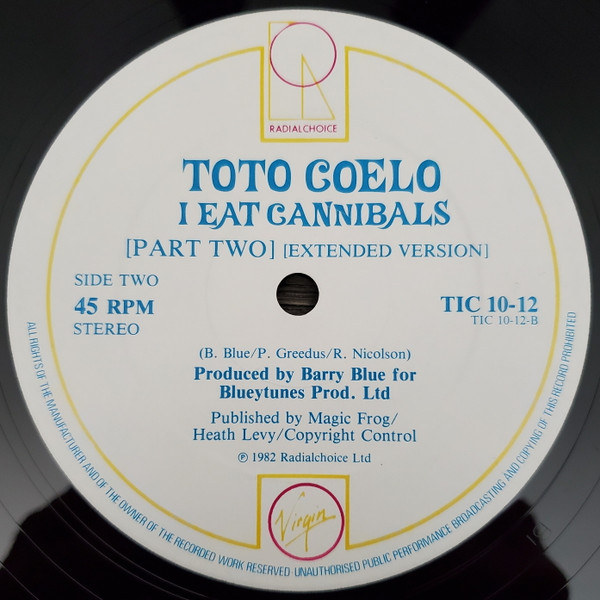 RADIALCHOICE
TOTO COELO
I EAT CANNIBALS
[PART TWO] [EXTENDED VERSION]
SIDE TWO
45 RPM
STEREO
TIC 10-12
TIC 10-12-B
(B. Blue/P. Greedus/R. Nicolson)
Produced by Barry Blue for
Blueytunes Prod. Ltd
Published by Magic Frog/
Heath Levy/Copyright Control
℗ 1982 Radialchoice Ltd
Virgin
ALL RIGHTS OF THE MANUFACTURER AND OF THE OWNER OF THE RECORDED WORK RESERVED·UNAUTHORISED PUBLIC PERFORMANCE BROADCASTING AND COPYING OF THIS RECORD PROHIBITED